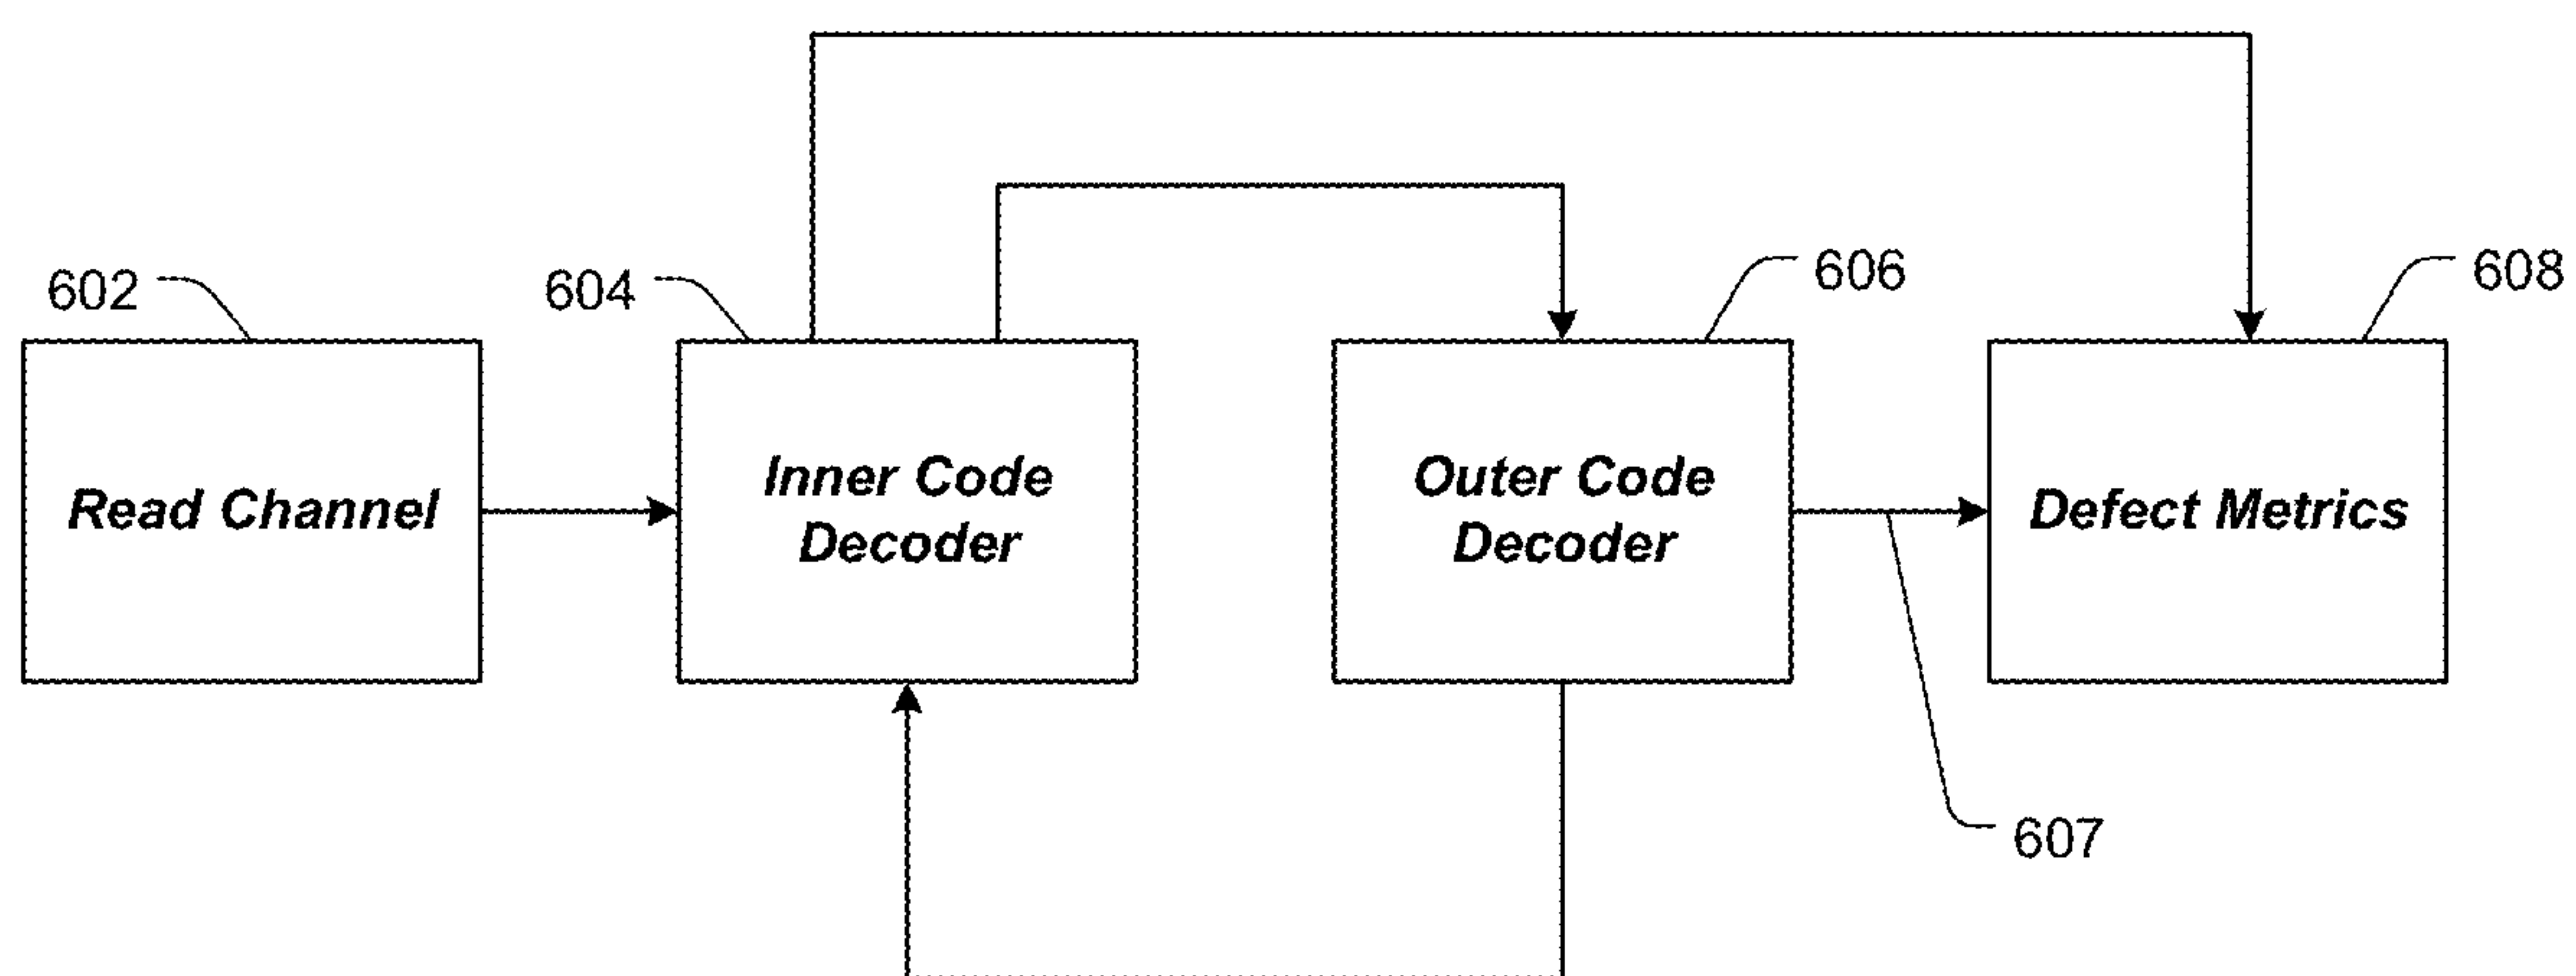 602
604
606
608
Read Channel
Inner Code
Decoder
Outer Code
Decoder
Defect Metrics
607